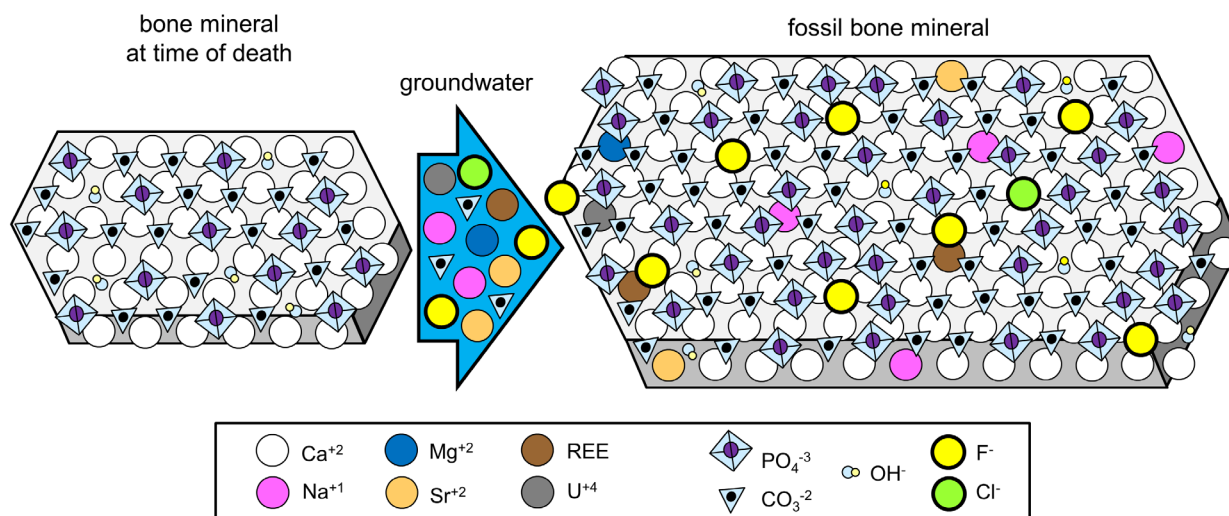 bone mineral
at time of death
groundwater
fossil bone mineral
Ca⁺²
Mg⁺²
REE
PO₄⁻³
OH⁻
F⁻
Na⁺¹
Sr⁺²
U⁺⁴
CO₃⁻²
Cl⁻